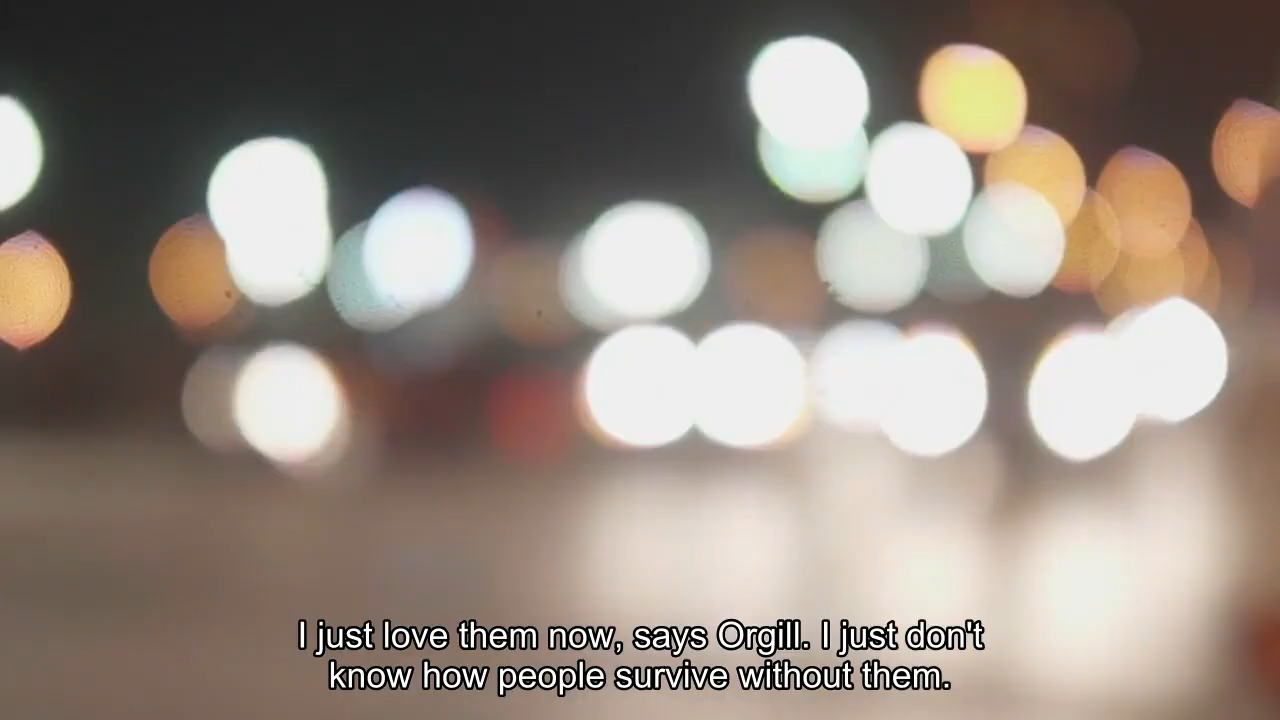 I just love them now, says Orgill. I just don't
know how people survive without them.